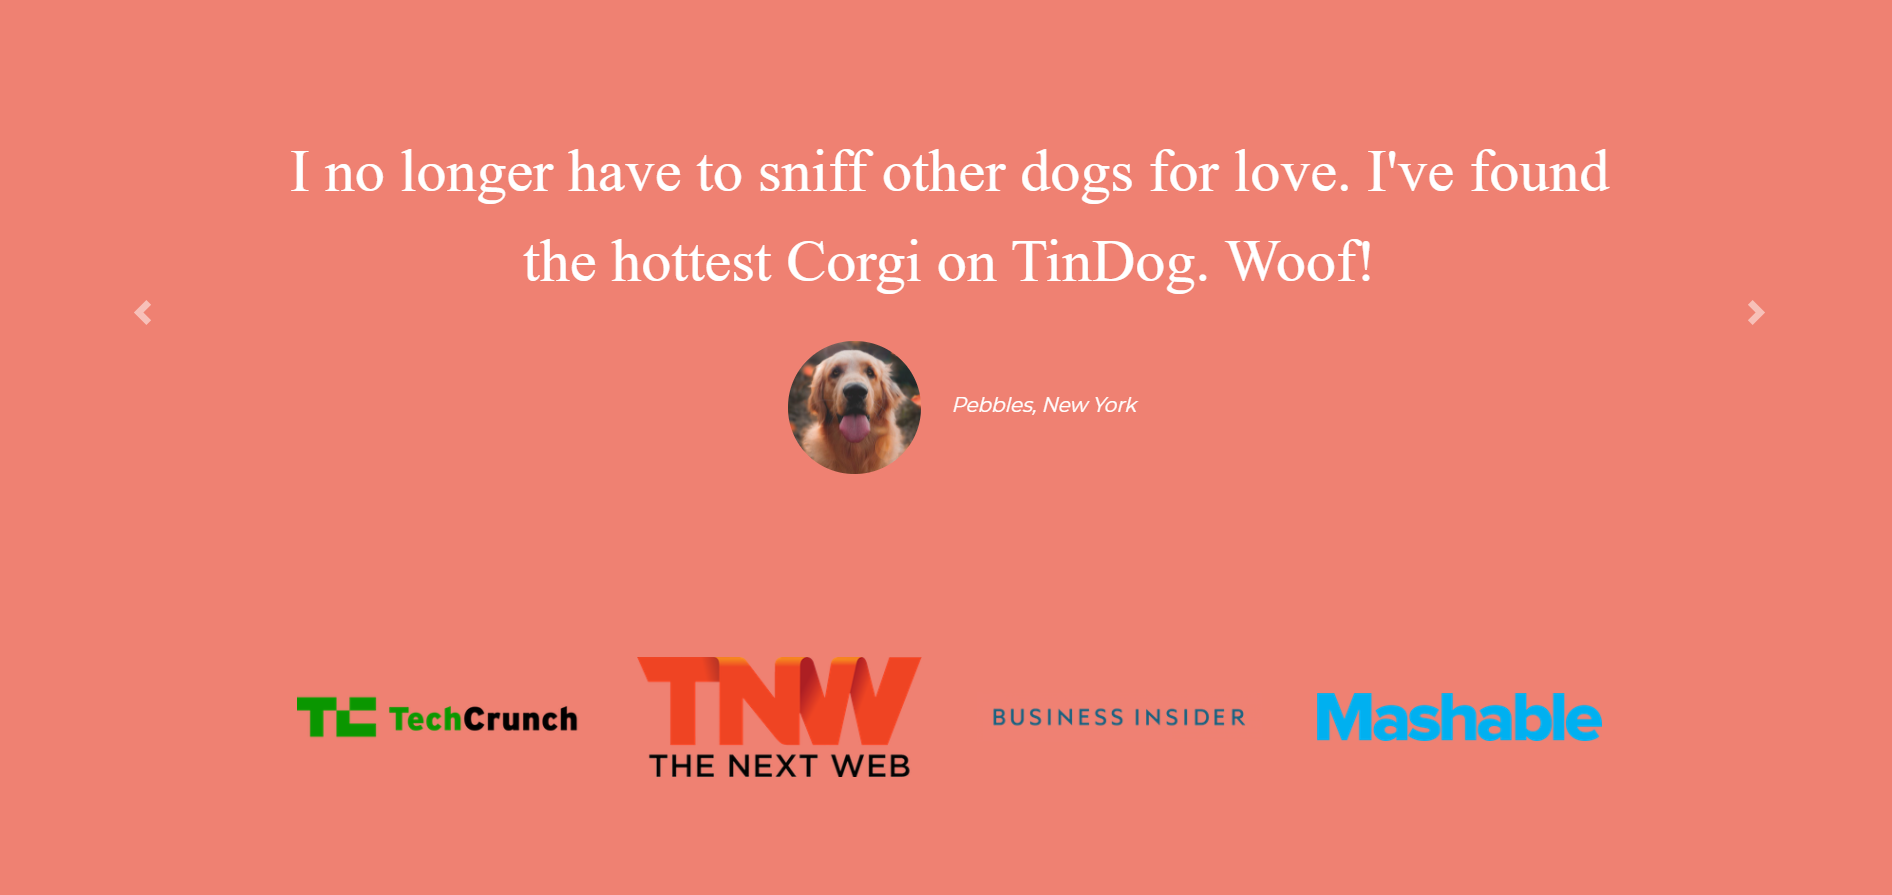 I no longer have to sniff other dogs for love. I've found
the hottest Corgi on TinDog. Woof!
Pebbles, New York
TC TechCrunch
TNW
THE NEXT WEB
BUSINESS INSIDER
Mashable